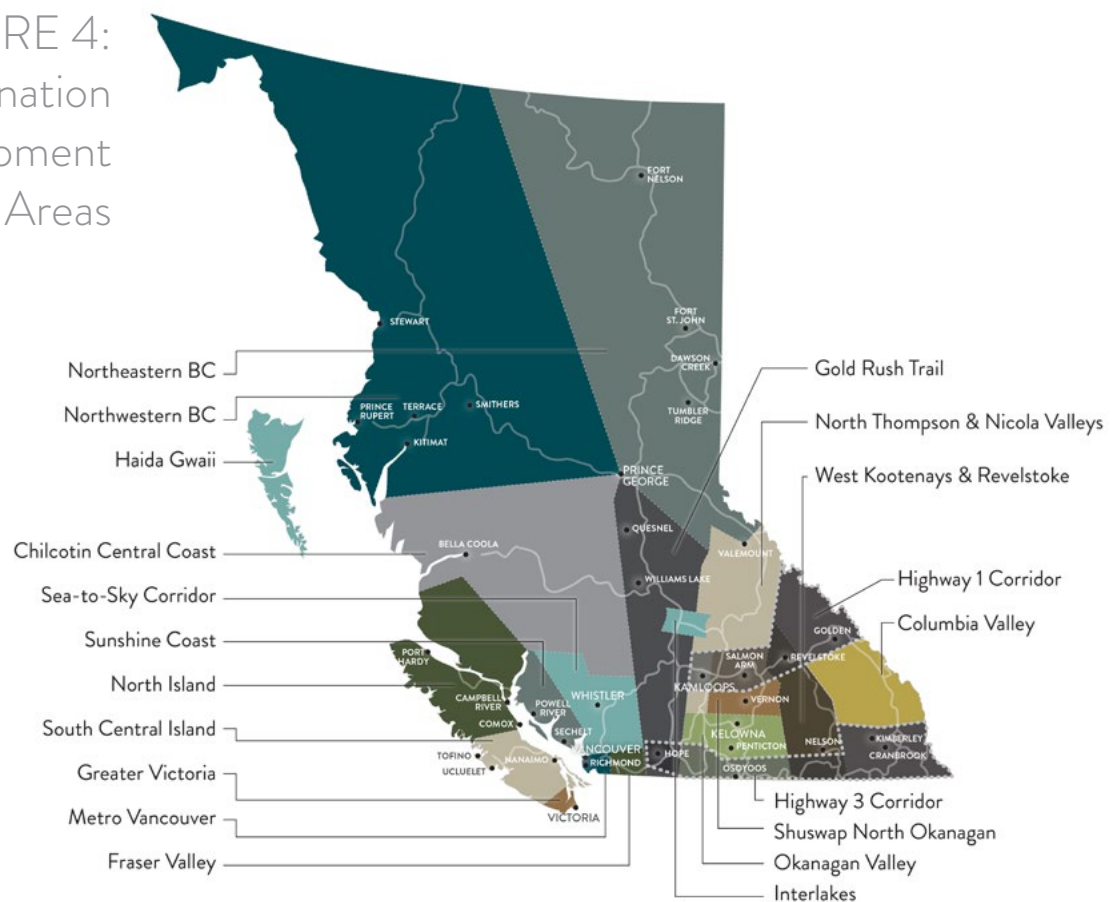 RE 4:
nation
pment
Areas
FORT
NELSON
FORT
ST. JOHN
DAWSON
CREEK
TUMBLER
RIDGE
STEWART
PRINCE
RUPERT
TERRACE
SMITHERS
KITIMAT
PRINCE
GEORGE
QUESNEL
BELLA COOLA
WILLIAMS LAKE
VALEMOUNT
GOLDEN
REVELSTOKE
SALMON
ARM
KAMLOOPS
VERNON
KELOWNA
PENTICTON
NELSON
KIMBERLEY
CRANBROOK
OSOYOOS
HOPE
PORT
HARDY
CAMPBELL
RIVER
COMOX
POWELL
RIVER
WHISTLER
SECHELT
VANCOUVER
RICHMOND
NANAIMO
TOFINO
UCLUELET
VICTORIA
Northeastern BC
Northwestern BC
Haida Gwaii
Chilcotin Central Coast
Sea-to-Sky Corridor
Sunshine Coast
North Island
South Central Island
Greater Victoria
Metro Vancouver
Fraser Valley
Gold Rush Trail
North Thompson & Nicola Valleys
West Kootenays & Revelstoke
Highway 1 Corridor
Columbia Valley
Highway 3 Corridor
Shuswap North Okanagan
Okanagan Valley
Interlakes